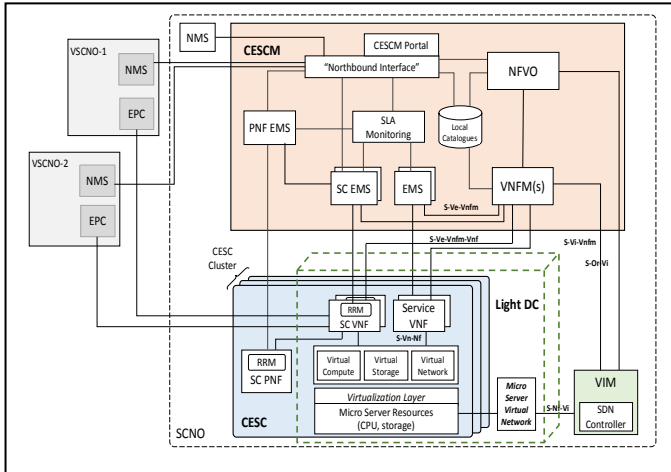 VSCNO-1
NMS
EPC
VSCNO-2
NMS
EPC
NMS
CESCM
CESCM Portal
"Northbound Interface"
NFVO
PNF EMS
SLA
Monitoring
Local
Catalogues
SC EMS
EMS
VNFM(s)
S-Ve-Vnfm
S-Ve-Vnfm-Vnf
S-Vi-Vnfm
S-Or-Vi
CESC
Cluster
Light DC
RRM
SC VNF
Service
VNF
S-Vn-Nf
RRM
SC PNF
Virtual
Compute
Virtual
Storage
Virtual
Network
Virtualization Layer
Micro Server Resources
(CPU, storage)
CESC
Micro
Server
Virtual
Network
S-Nf-Vi
VIM
SDN
Controller
SCNO